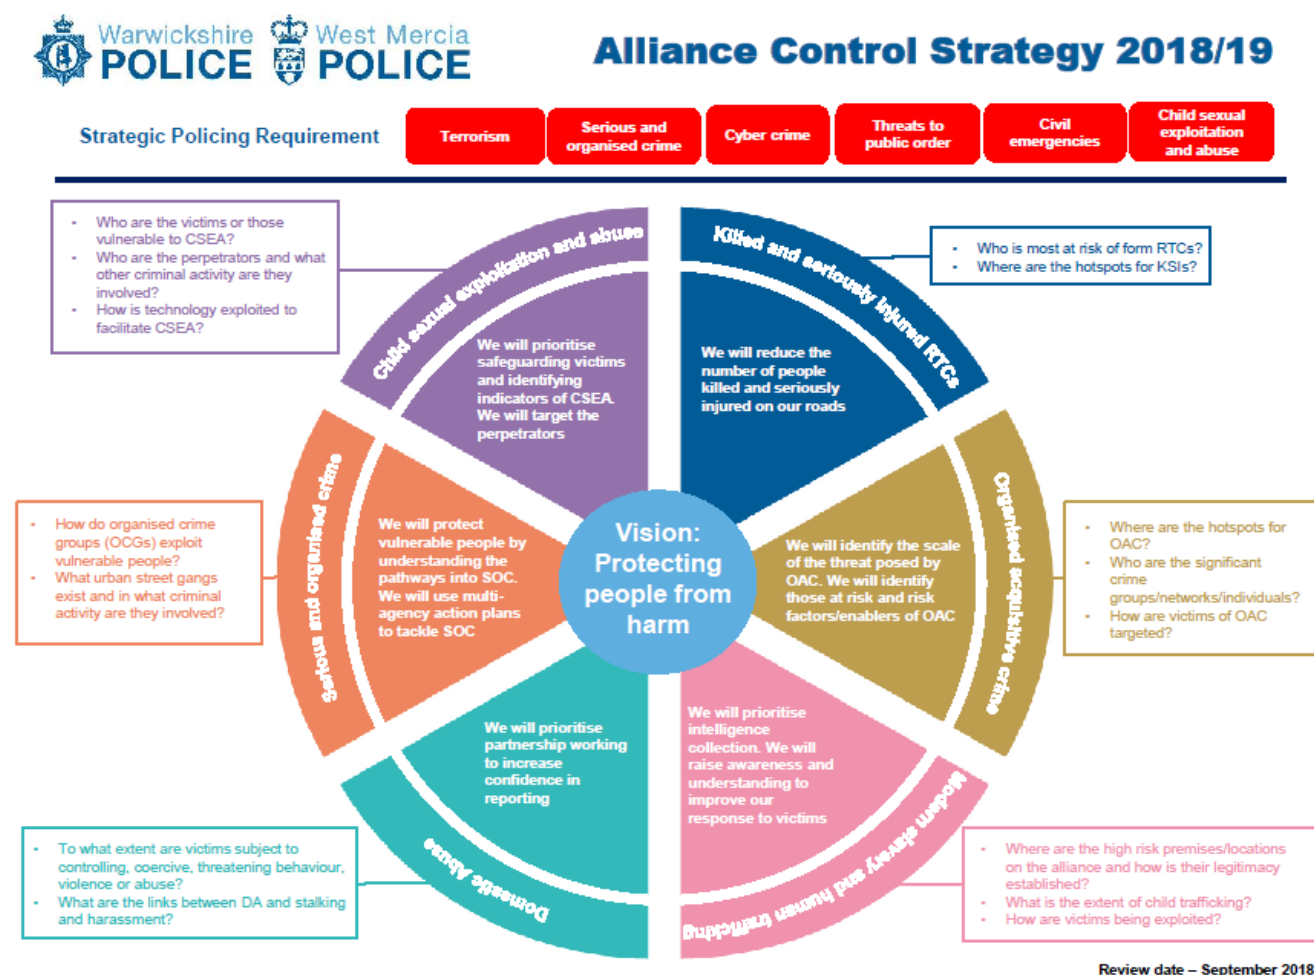 Warwickshire
POLICE
West Mercia
POLICE
Alliance Control Strategy 2018/19
Strategic Policing Requirement
Terrorism
Serious and
organised crime
Cyber crime
Threats to
public order
Civil
emergencies
Child sexual
exploitation
and abuse
- Who are the victims or those
vulnerable to CSEA?
- Who are the perpetrators and what
other criminal activity are they
involved?
- How is technology exploited to
facilitate CSEA?
Child sexual exploitation and abuse
We will prioritise
safeguarding victims
and identifying
indicators of CSEA.
We will target the
perpetrators
Killed and seriously injured RTCs
We will reduce the
number of people
killed and seriously
injured on our roads
- Who is most at risk of form RTCs?
- Where are the hotspots for KSIs?
- How do organised crime
groups (OCGs) exploit
vulnerable people?
- What urban street gangs
exist and in what criminal
activity are they involved?
Serious and organised crime
We will protect
vulnerable people by
understanding the
pathways into SOC.
We will use multi-
agency action plans
to tackle SOC
Vision:
Protecting
people from
harm
We will identify the scale
of the threat posed by
OAC. We will identify
those at risk and risk
factors/enablers of OAC
Organised acquisitive crime
- Where are the hotspots for
OAC?
- Who are the significant
crime
groups/networks/individuals?
- How are victims of OAC
targeted?
We will prioritise
partnership working
to increase
confidence in
reporting
Domestic Abuse
- To what extent are victims subject to
controlling, coercive, threatening behaviour,
violence or abuse?
- What are the links between DA and stalking
and harassment?
We will prioritise
intelligence
collection. We will
raise awareness and
understanding to
improve our
response to victims
Modern slavery and human trafficking
- Where are the high risk premises/locations
on the alliance and how is their legitimacy
established?
- What is the extent of child trafficking?
- How are victims being exploited?
Review date – September 2018